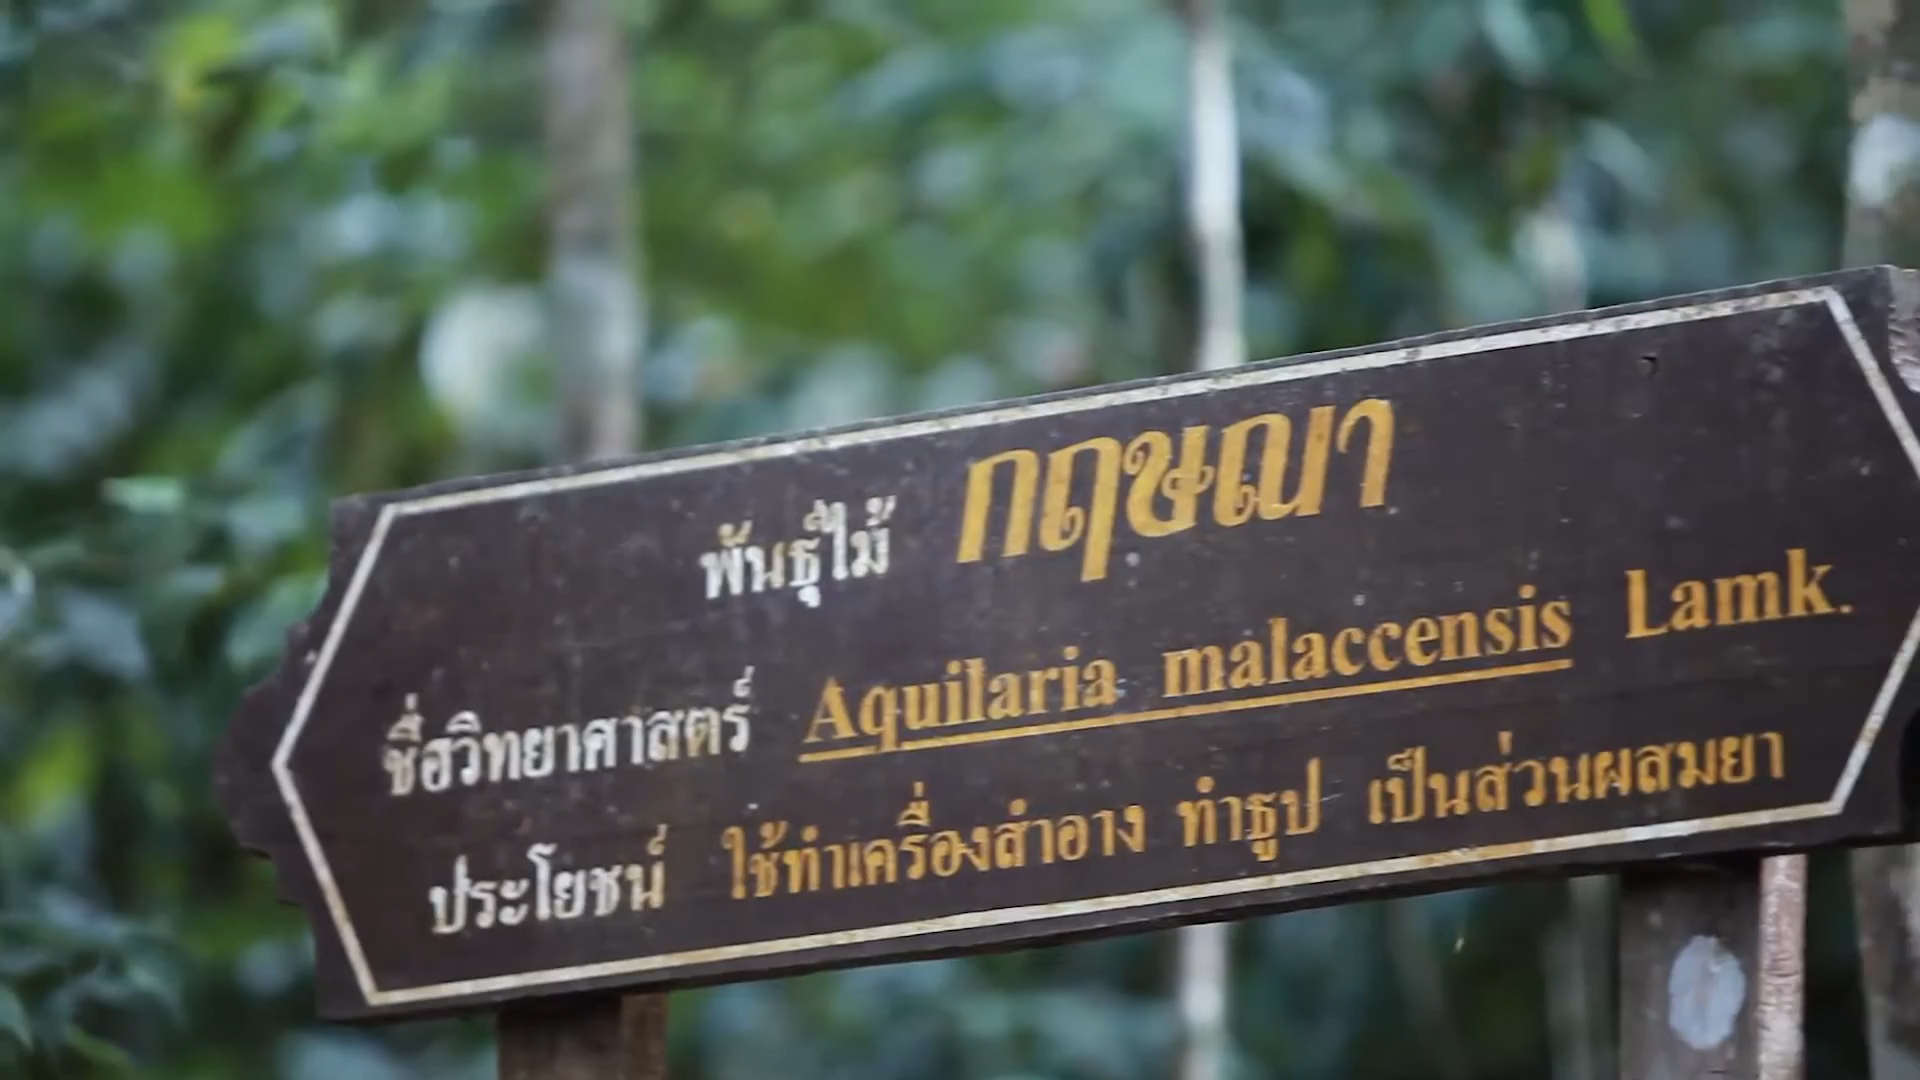 พันธุ์ไม้ กฤษณา
ชื่อวิทยาศาสตร์ Aquilaria malaccensis Lamk.
ประโยชน์ ใช้ทำเครื่องสำอาง ทำธูป เป็นส่วนผสมยา